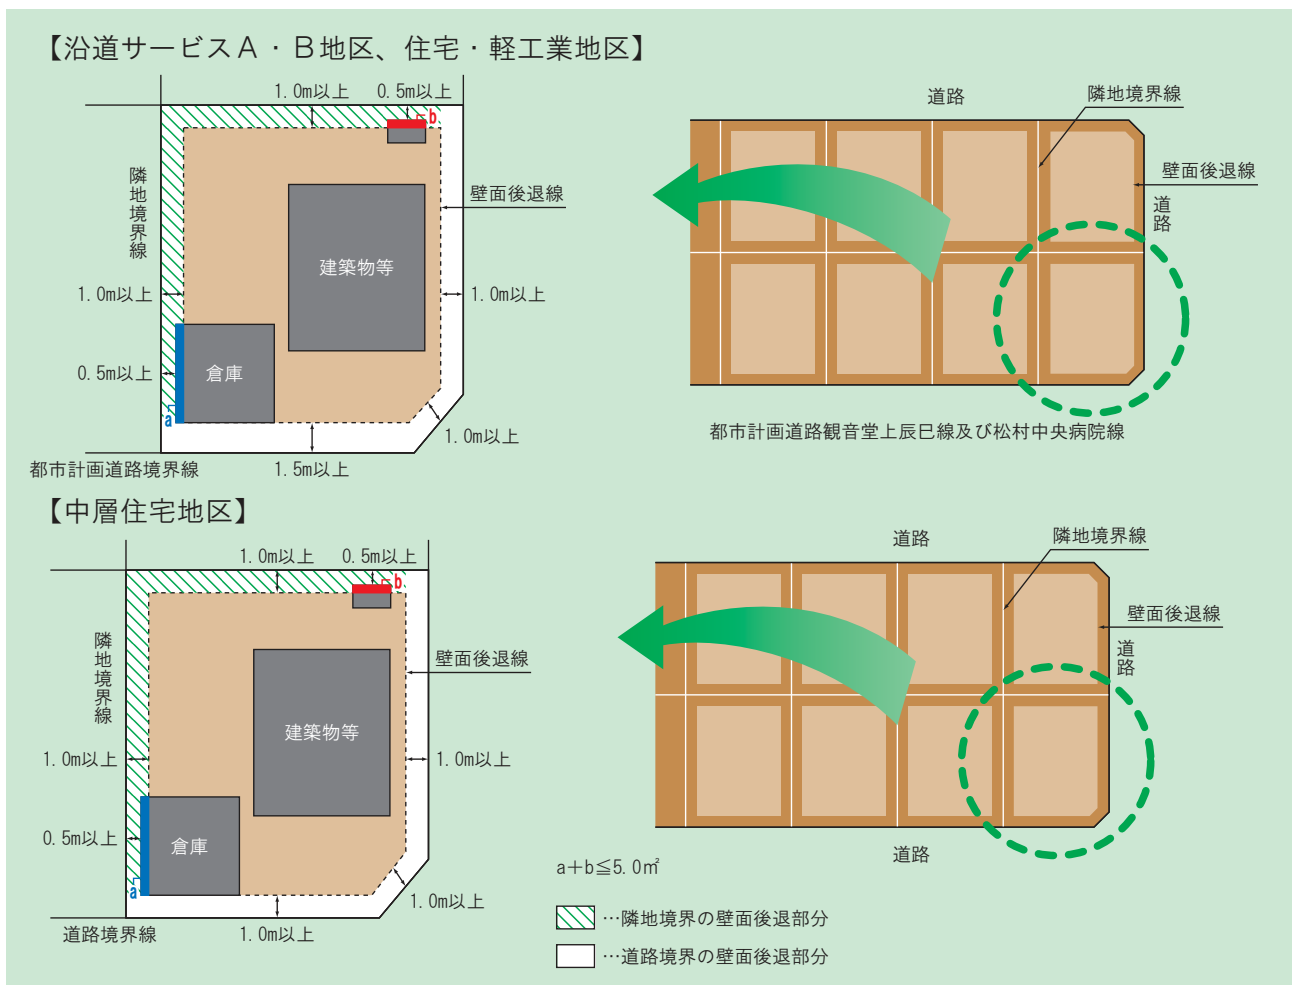 【沿道サービスA・B地区、住宅・軽工業地区】
1.0m以上
0.5m以上
b
隣地境界線
壁面後退線
建築物等
1.0m以上
1.0m以上
0.5m以上
倉庫
a
1.0m以上
都市計画道路境界線
1.5m以上
道路
隣地境界線
壁面後退線
道路
都市計画道路観音堂上辰巳線及び松村中央病院線
【中層住宅地区】
1.0m以上
0.5m以上
b
隣地境界線
壁面後退線
建築物等
1.0m以上
1.0m以上
0.5m以上
倉庫
a
1.0m以上
道路境界線
1.0m以上
道路
隣地境界線
壁面後退線
道路
道路
a+b≦5.0㎡
…隣地境界の壁面後退部分
…道路境界の壁面後退部分